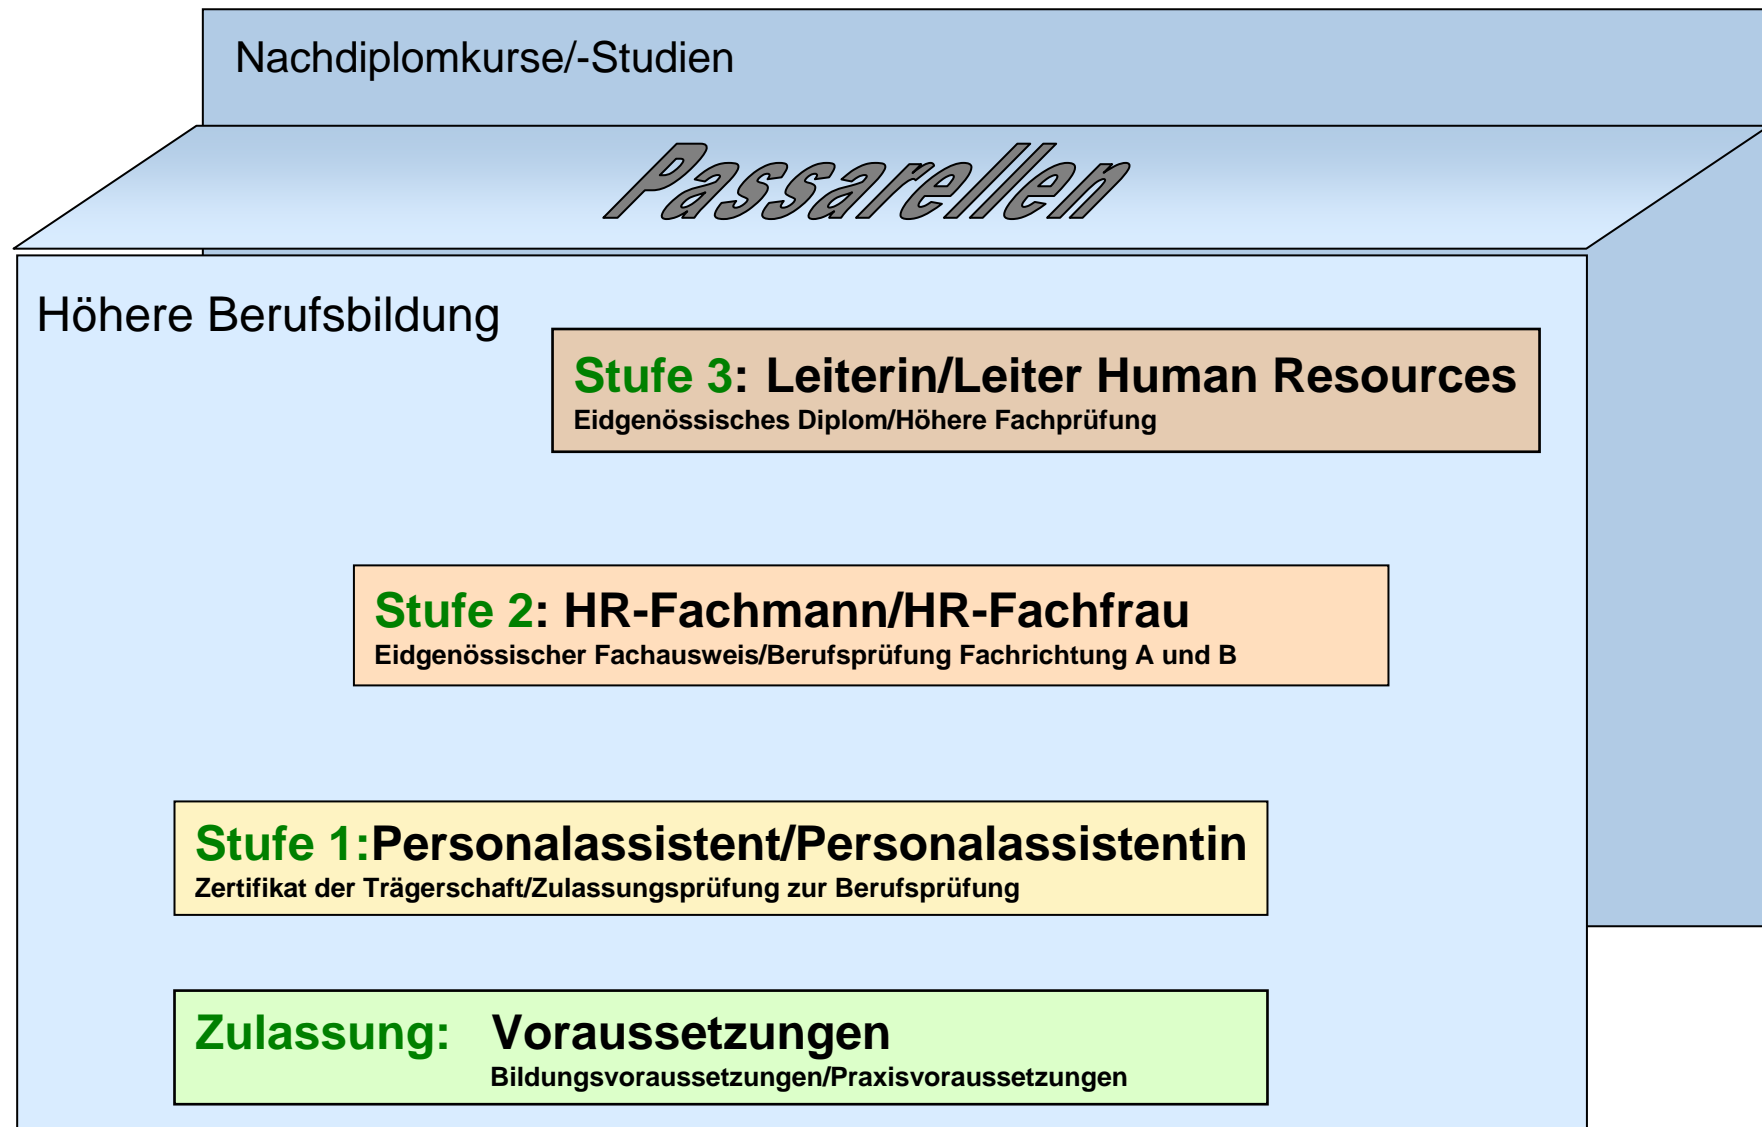 Nachdiplomkurse/-Studien
Passarellen
Höhere Berufsbildung
Stufe 3: Leiterin/Leiter Human Resources
Eidgenössisches Diplom/Höhere Fachprüfung
Stufe 2: HR-Fachmann/HR-Fachfrau
Eidgenössischer Fachausweis/Berufsprüfung Fachrichtung A und B
Stufe 1:Personalassistent/Personalassistentin
Zertifikat der Trägerschaft/Zulassungsprüfung zur Berufsprüfung
Zulassung: Voraussetzungen
Bildungsvoraussetzungen/Praxisvoraussetzungen